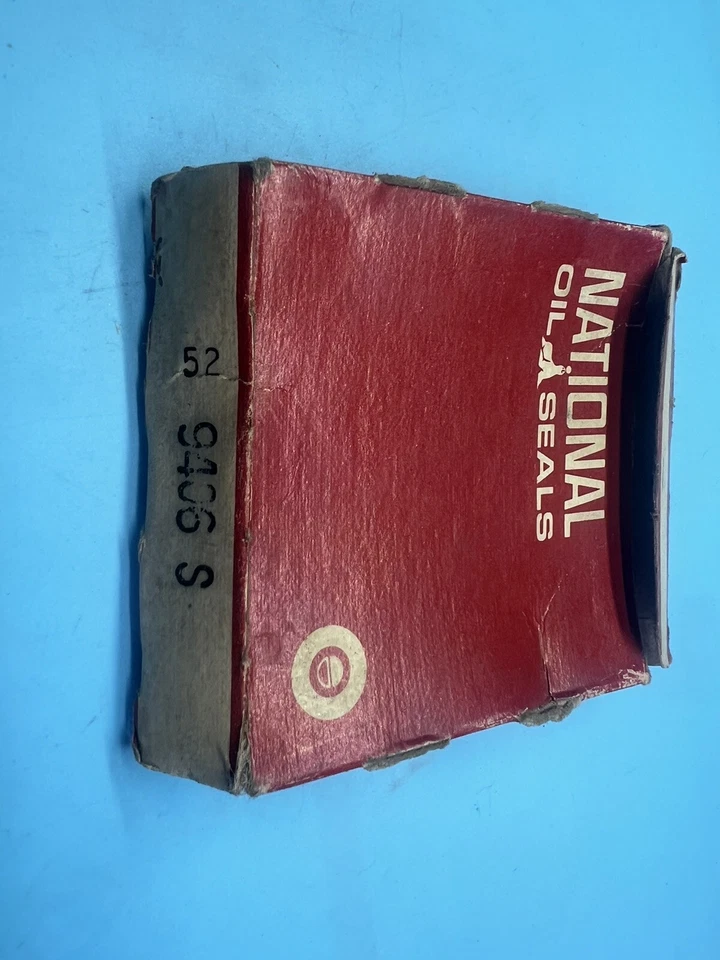 NATIONAL
OIL SEALS
e
52
9406 S